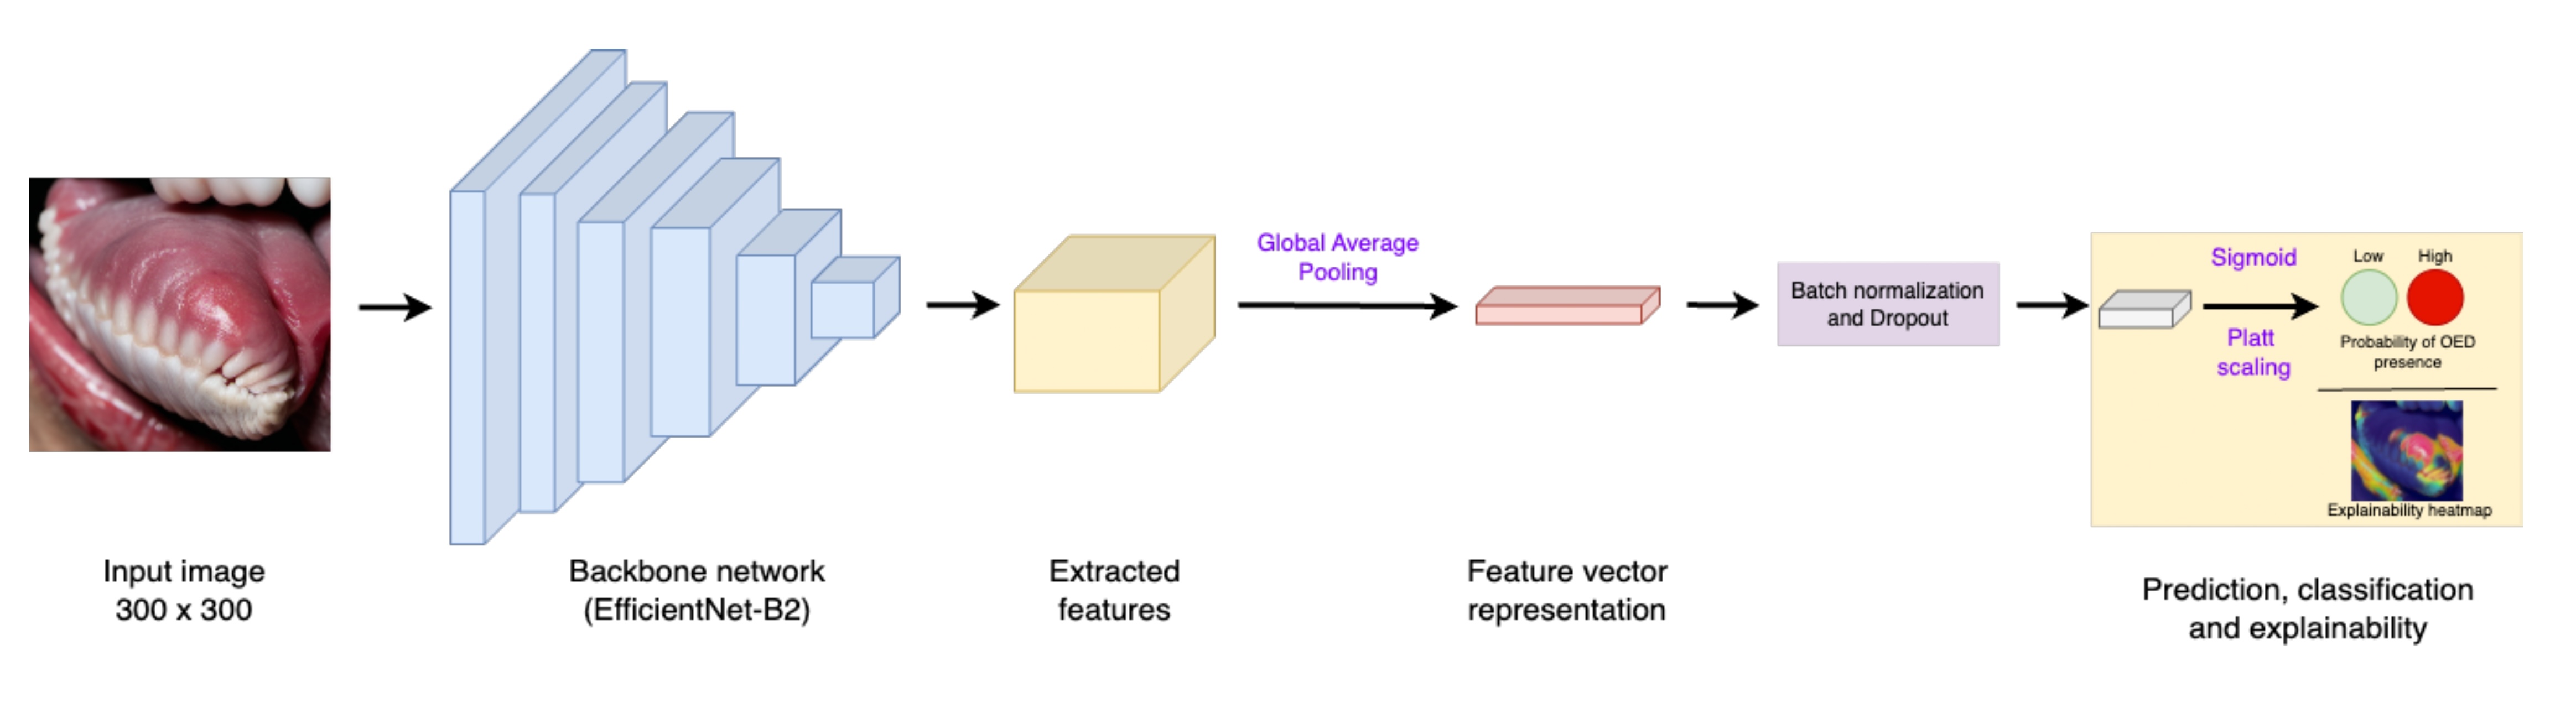 Input image
300 x 300
Backbone network
(EfficientNet-B2)
Extracted
features
Global Average
Pooling
Feature vector
representation
Batch normalization
and Dropout
Sigmoid
Platt
scaling
Low
High
Probability of OED
presence
Explainability heatmap
Prediction, classification
and explainability